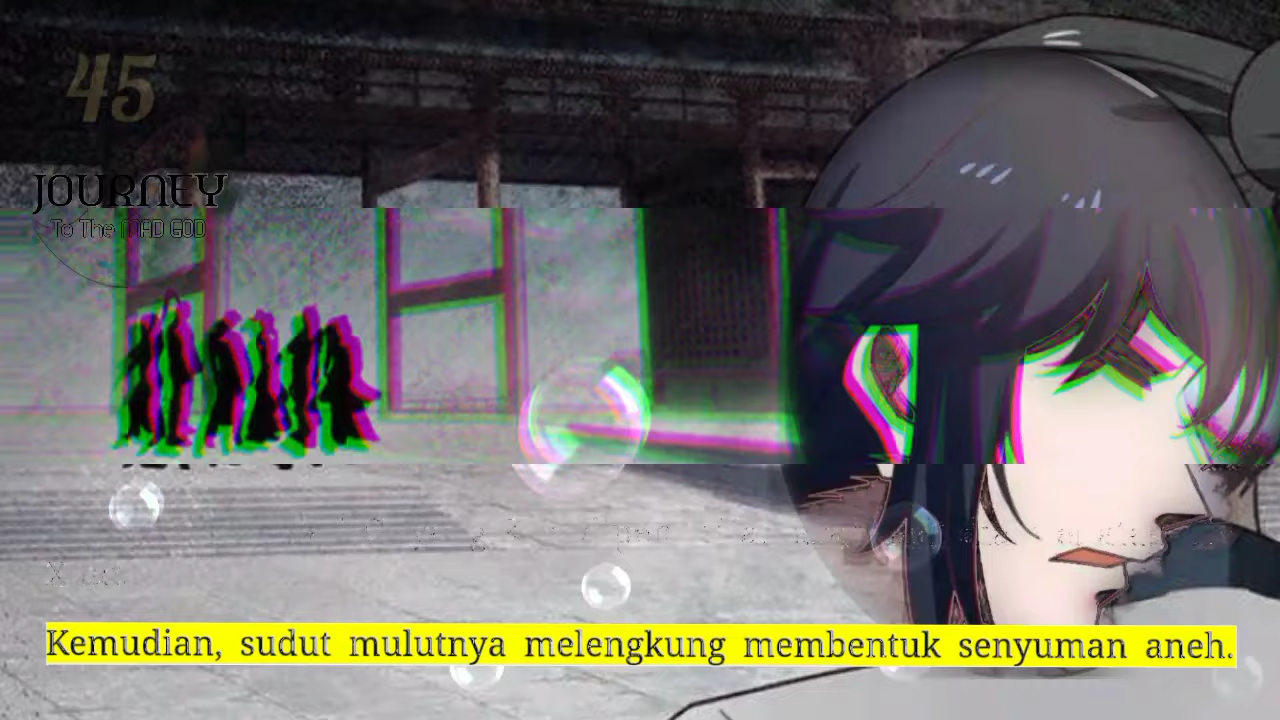 45
JOURNEY
To The MAD GOD
Kemudian, sudut mulutnya melengkung membentuk senyuman aneh.